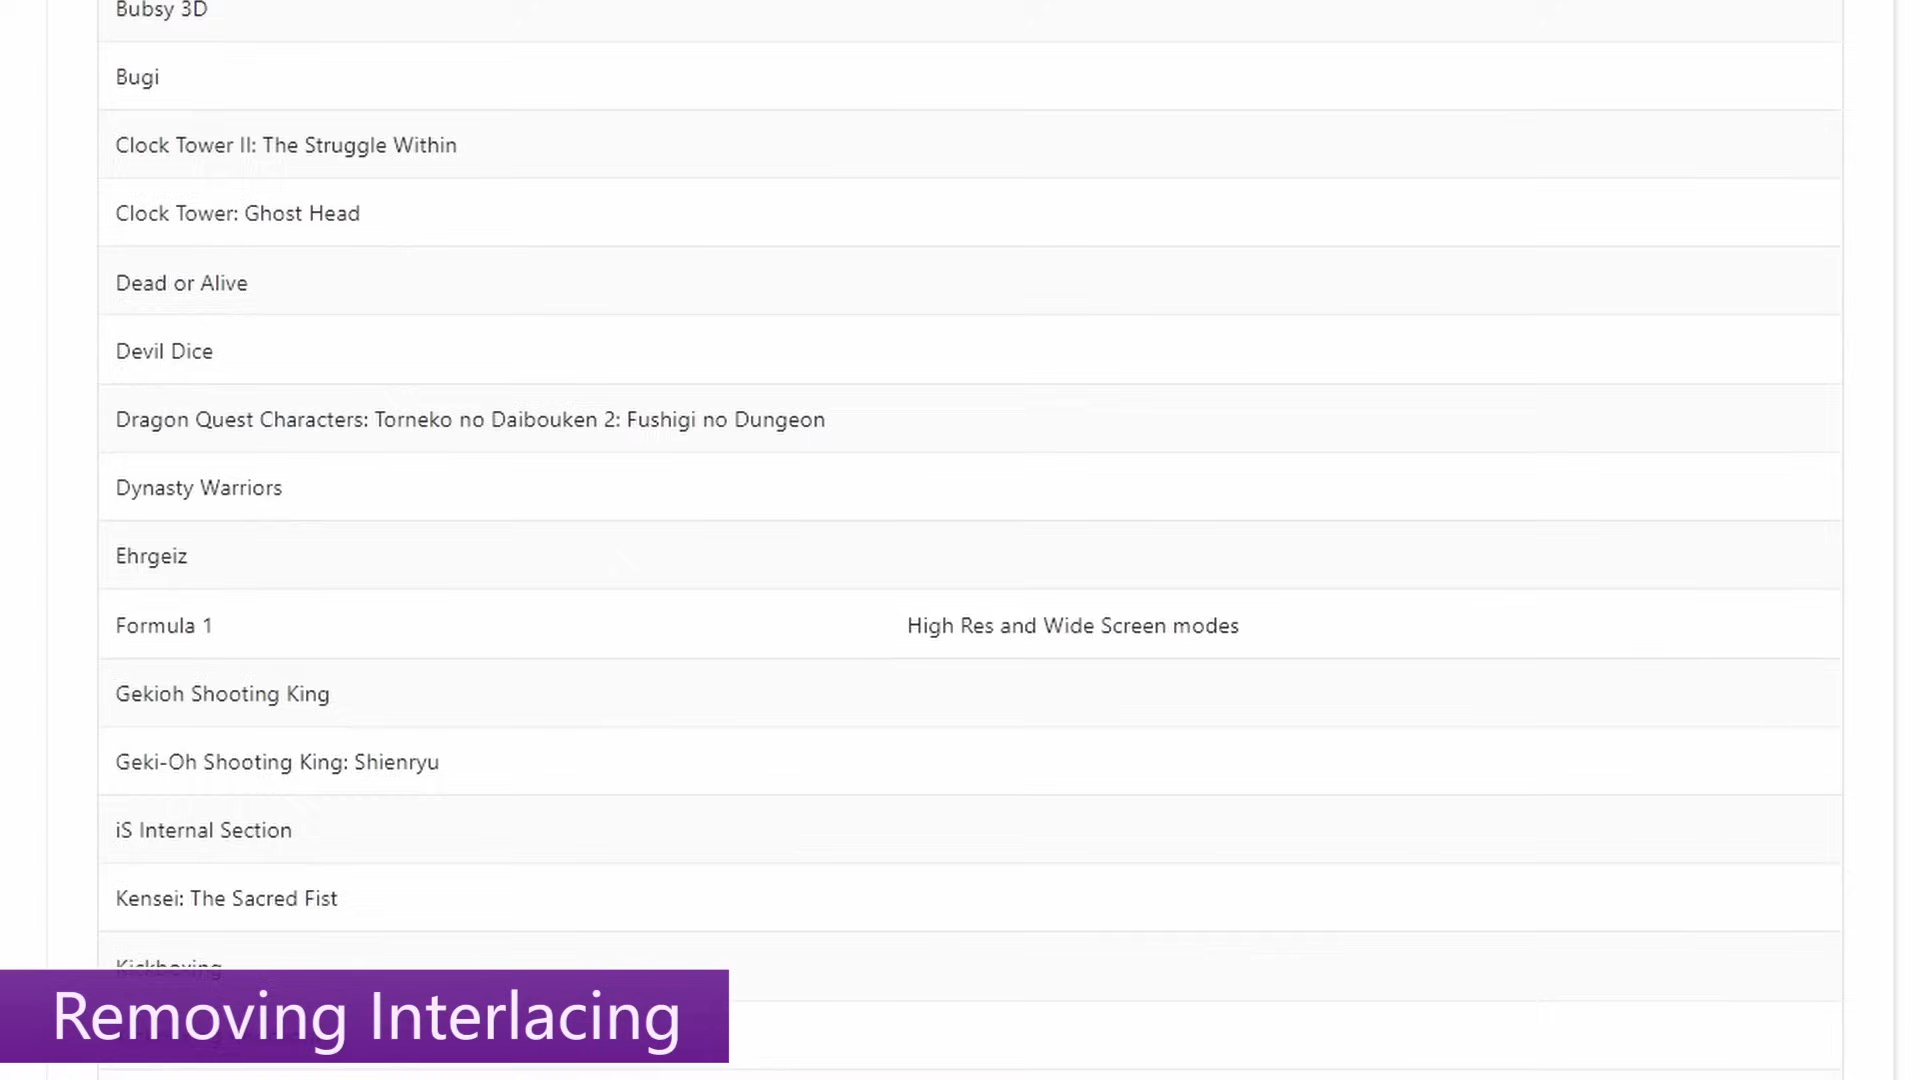 Bubsy 3D
Bugi
Clock Tower II: The Struggle Within
Clock Tower: Ghost Head
Dead or Alive
Devil Dice
Dragon Quest Characters: Torneko no Daibouken 2: Fushigi no Dungeon
Dynasty Warriors
Ehrgeiz
Formula 1 High Res and Wide Screen modes
Gekioh Shooting King
Geki-Oh Shooting King: Shienryu
iS Internal Section
Kensei: The Sacred Fist
Kickboxing
Removing Interlacing